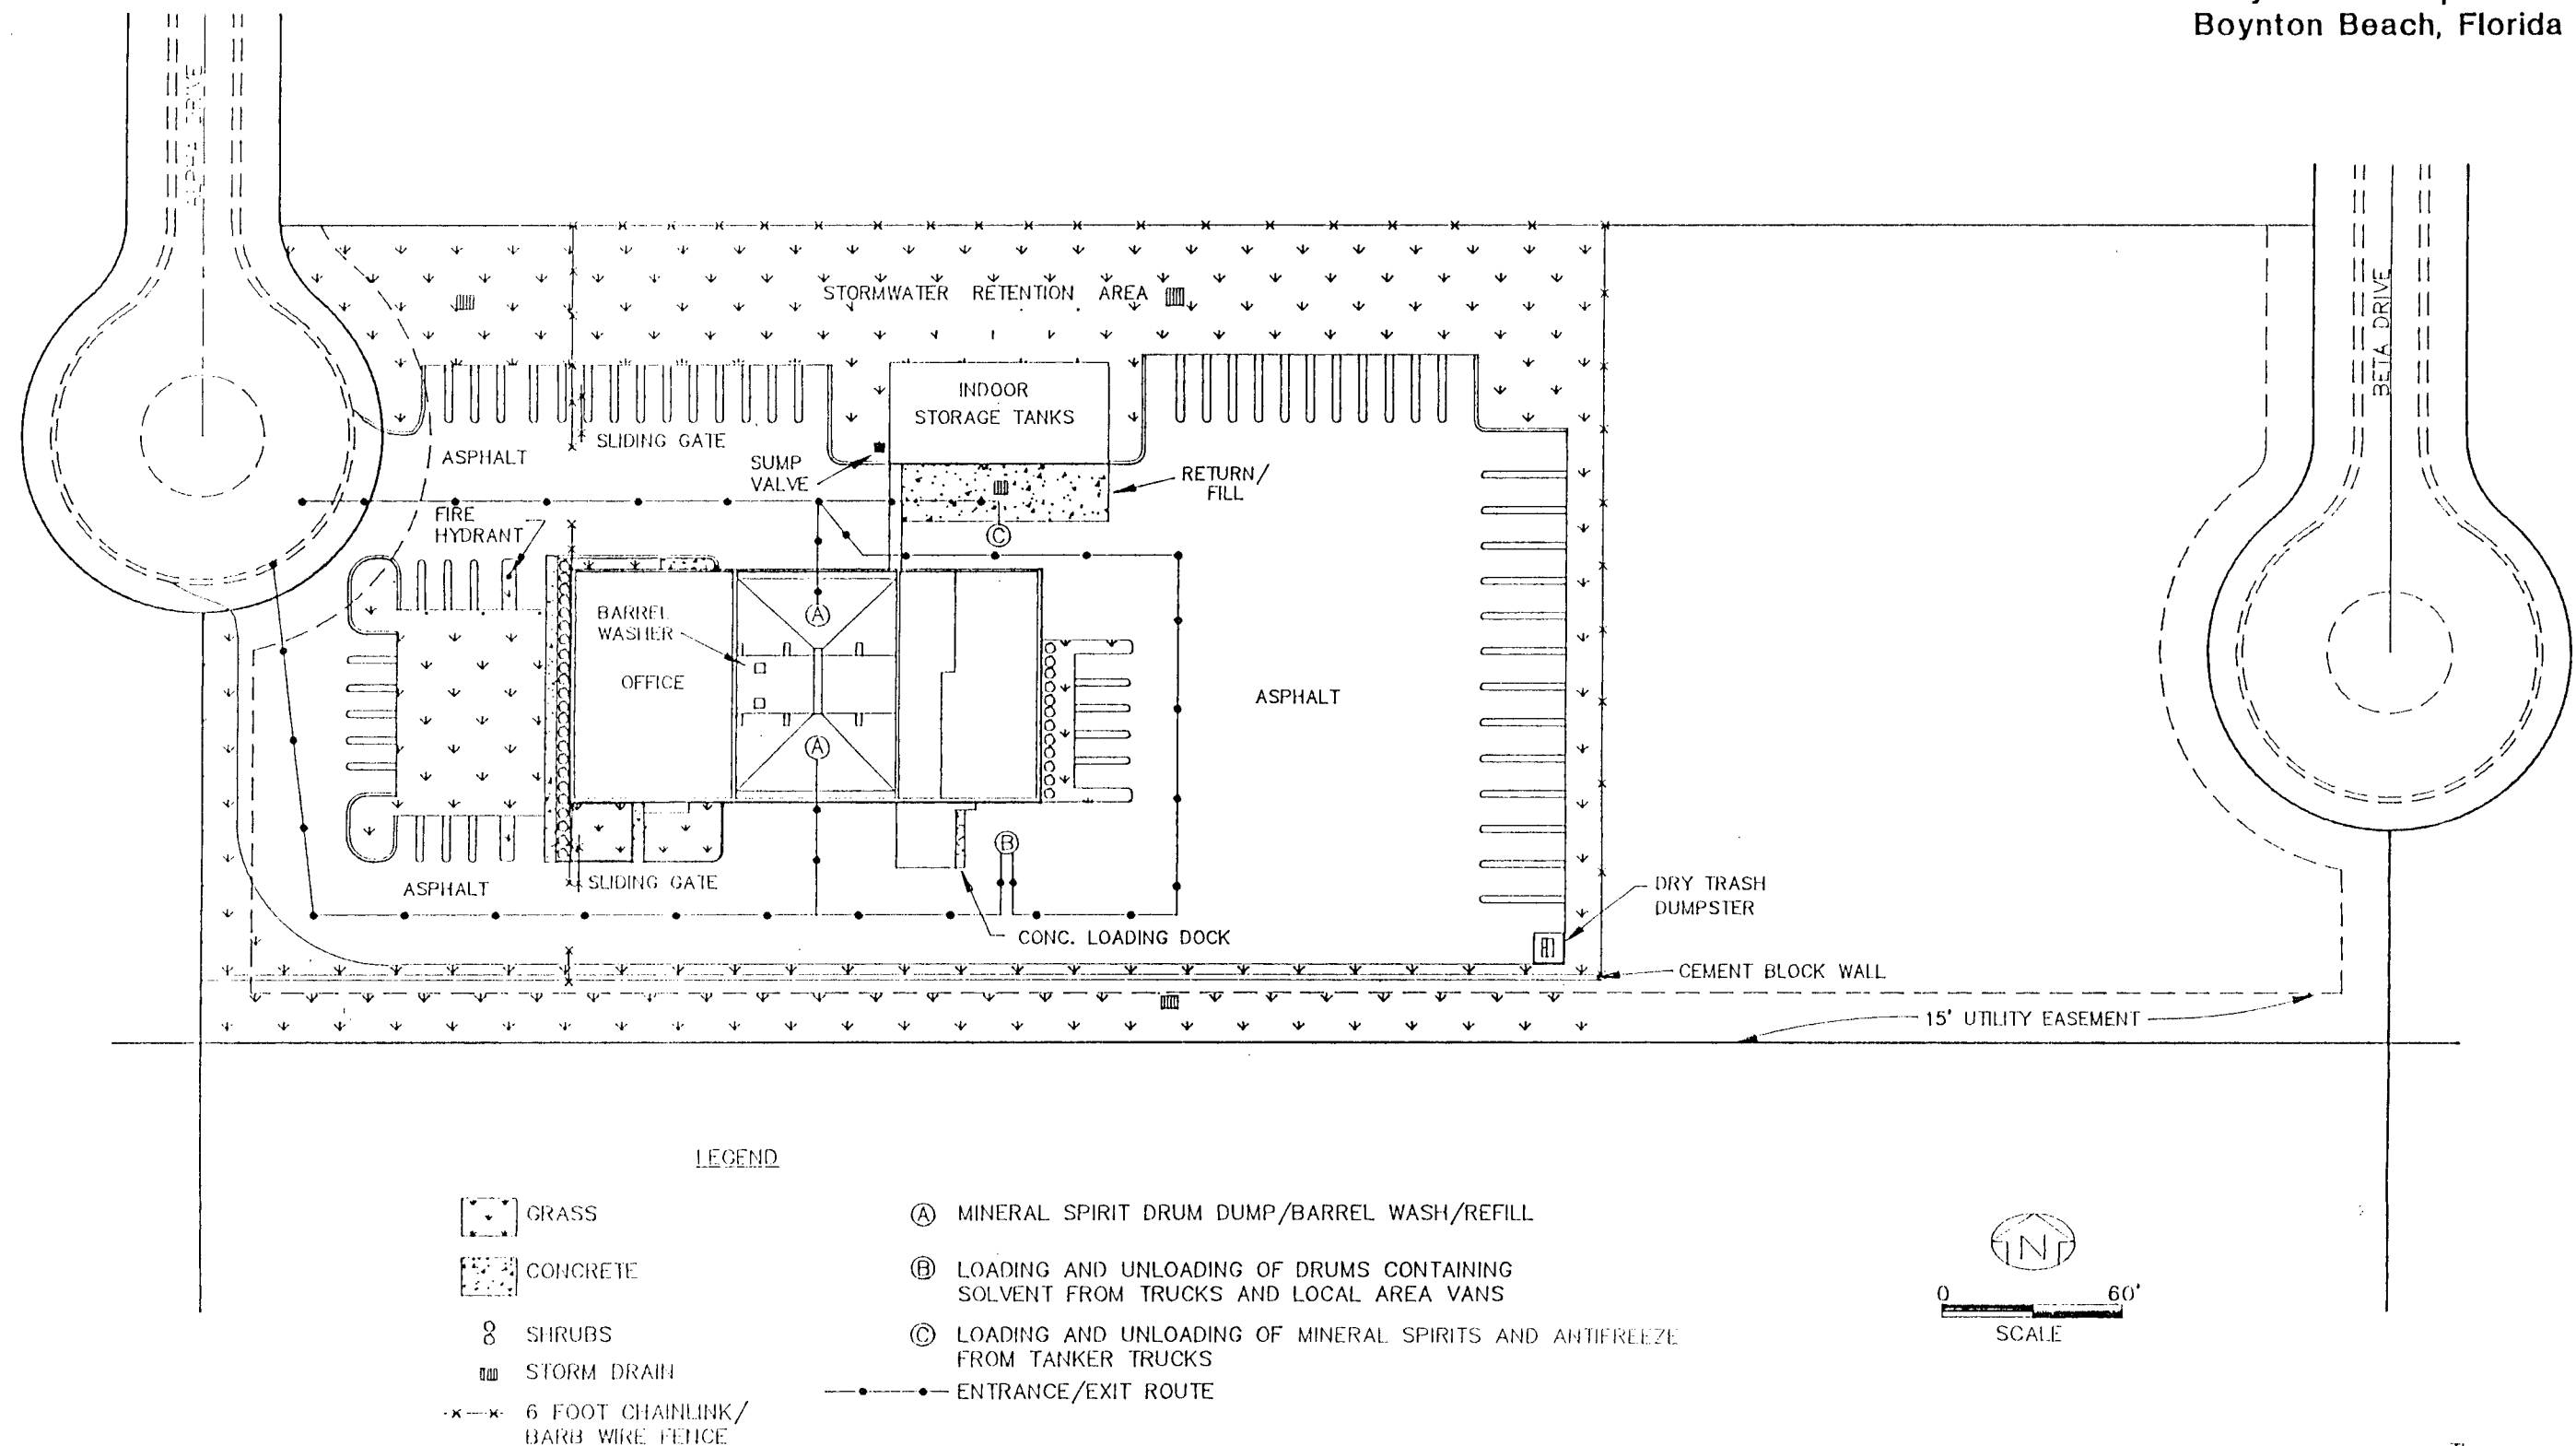 Boynton Beach, Florida
DRIVE
BETA DRIVE
STORMWATER RETENTION AREA
INDOOR
STORAGE TANKS
SLIDING GATE
ASPHALT
SUMP
VALVE
RETURN/
FILL
FIRE
HYDRANT
C
BARREL
WASHER
A
OFFICE
ASPHALT
A
B
SLIDING GATE
ASPHALT
DRY TRASH
DUMPSTER
CONC. LOADING DOCK
CEMENT BLOCK WALL
15' UTILITY EASEMENT
LEGEND
GRASS
CONCRETE
SHRUBS
STORM DRAIN
6 FOOT CHAINLINK/
BARB WIRE FENCE
A MINERAL SPIRIT DRUM DUMP/BARREL WASH/REFILL
B LOADING AND UNLOADING OF DRUMS CONTAINING
SOLVENT FROM TRUCKS AND LOCAL AREA VANS
C LOADING AND UNLOADING OF MINERAL SPIRITS AND ANTIFREEZE
FROM TANKER TRUCKS
ENTRANCE/EXIT ROUTE
N
0 60'
SCALE